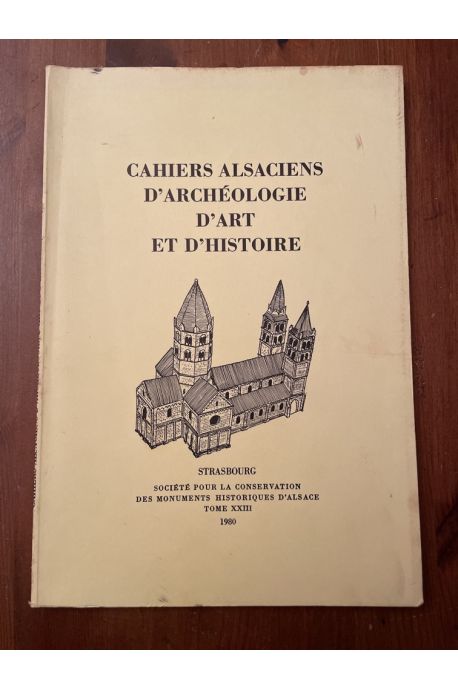 CAHIERS ALSACIENS
D'ARCHÉOLOGIE
D'ART
ET D'HISTOIRE
STRASBOURG
SOCIÉTÉ POUR LA CONSERVATION
DES MONUMENTS HISTORIQUES D'ALSACE
TOME XXIII
1980